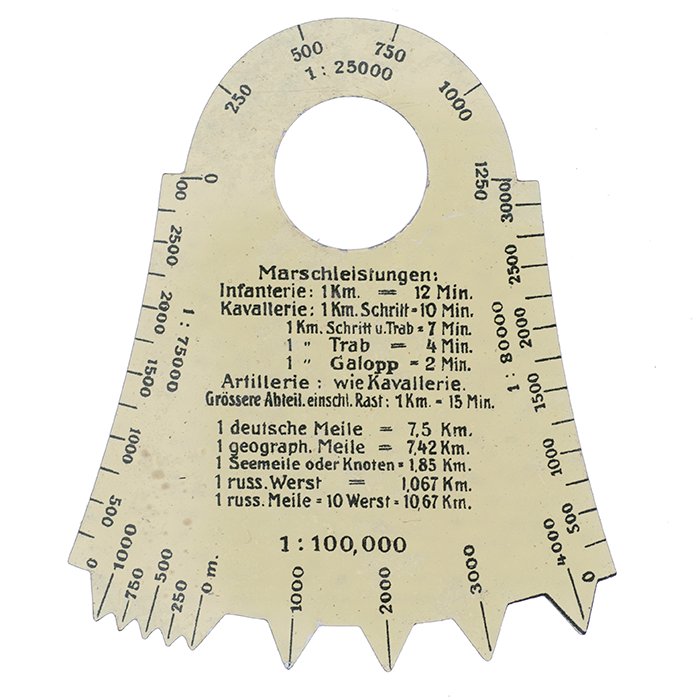 250 500 750 1000
1:25000
0 1250
Marschleistungen:
Infanterie: 1 Km. = 12 Min.
Kavallerie: 1 Km. Schritt = 10 Min.
1 Km. Schritt u. Trab = 7 Min.
1 " Trab = 4 Min.
1 " Galopp = 2 Min.
Artillerie: wie Kavallerie.
Grössere Abteil. einschl. Rast: 1 Km. = 15 Min.
1 deutsche Meile = 7,5 Km.
1 geograph. Meile = 7,42 Km.
1 Seemeile oder Knoten = 1,85 Km.
1 russ. Werst = 1,067 Km.
1 russ. Meile = 10 Werst = 10,67 Km.
1:75000
2500
2000
1500
1000
500
0
1:80000
3000
2500
2000
1500
1000
500
0
1:100,000
1000 750 500 250 0 m. 1000 2000 3000 4000